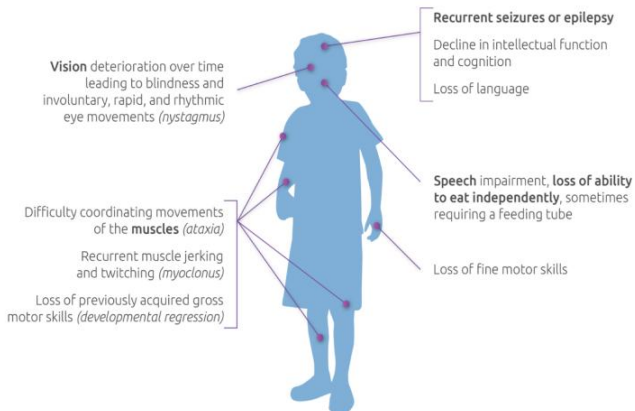 Recurrent seizures or epilepsy
Decline in intellectual function
and cognition
Loss of language
Vision deterioration over time
leading to blindness and
involuntary, rapid, and rhythmic
eye movements (nystagmus)
Speech impairment, loss of ability
to eat independently, sometimes
requiring a feeding tube
Difficulty coordinating movements
of the muscles (ataxia)
Recurrent muscle jerking
and twitching (myoclonus)
Loss of previously acquired gross
motor skills (developmental regression)
Loss of fine motor skills